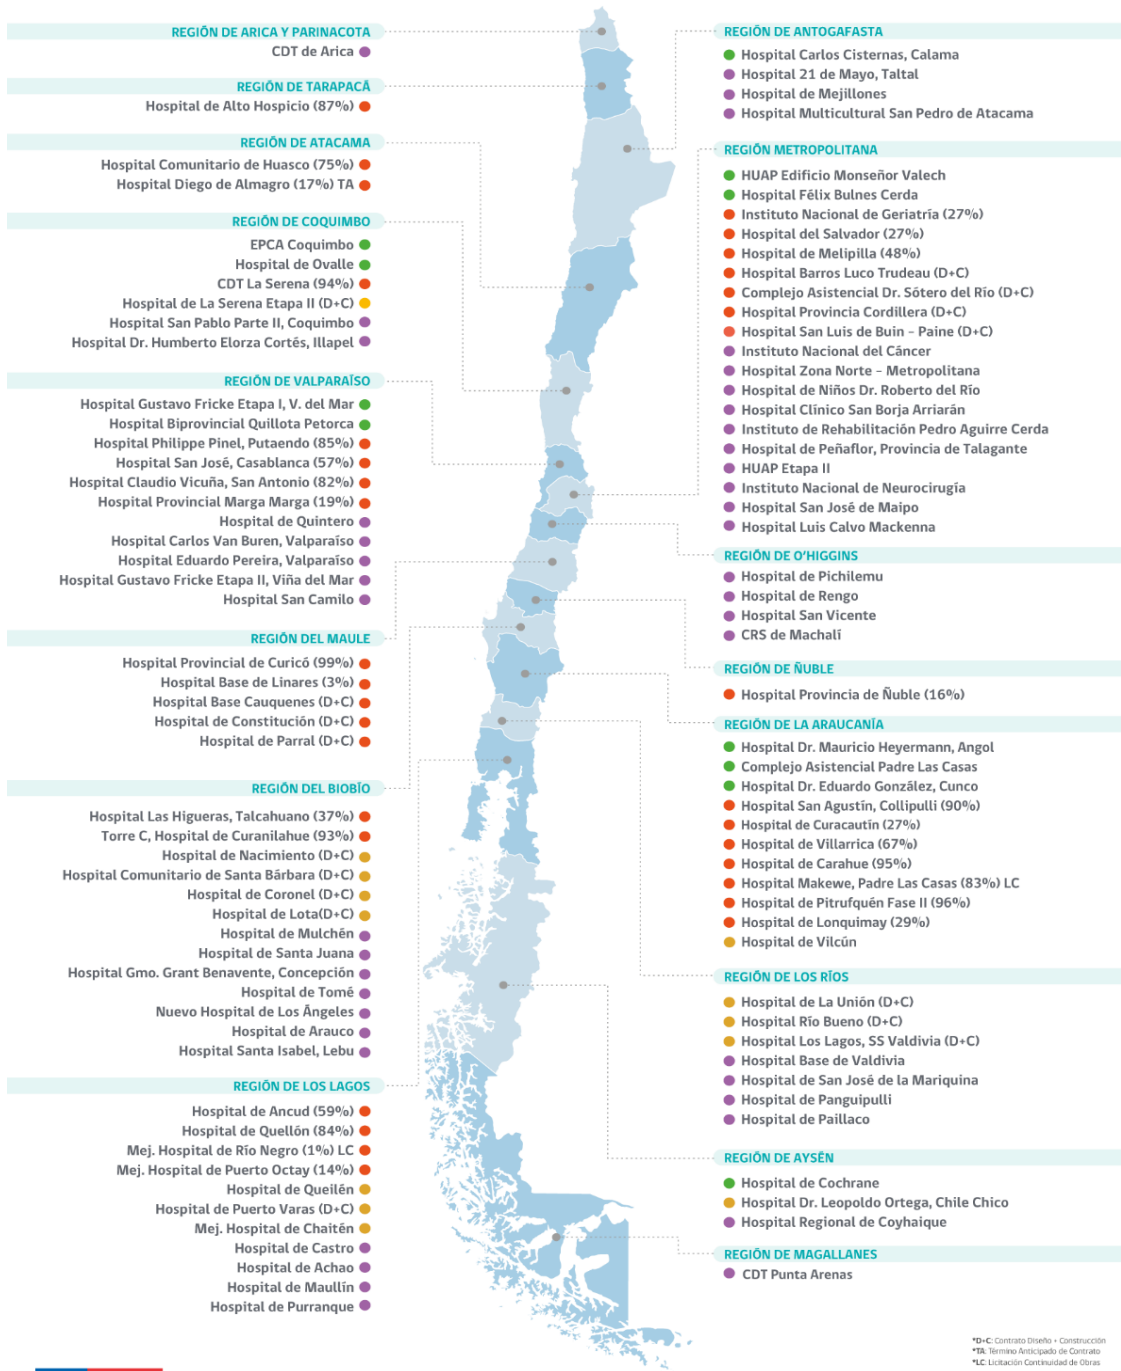 REGIÓN DE ARICA Y PARINACOTA
CDT de Arica
REGIÓN DE TARAPACÁ
Hospital de Alto Hospicio (87%)
REGIÓN DE ATACAMA
Hospital Comunitario de Huasco (75%)
Hospital Diego de Almagro (17%) TA
REGIÓN DE COQUIMBO
EPCA Coquimbo
Hospital de Ovalle
CDT La Serena (94%)
Hospital de La Serena Etapa II (D+C)
Hospital San Pablo Parte II, Coquimbo
Hospital Dr. Humberto Elorza Cortés, Illapel
REGIÓN DE VALPARAÍSO
Hospital Gustavo Fricke Etapa I, V. del Mar
Hospital Biprovincial Quillota Petorca
Hospital Philippe Pinel, Putaendo (85%)
Hospital San José, Casablanca (57%)
Hospital Claudio Vicuña, San Antonio (82%)
Hospital Provincial Marga Marga (19%)
Hospital de Quintero
Hospital Carlos Van Buren, Valparaíso
Hospital Eduardo Pereira, Valparaíso
Hospital Gustavo Fricke Etapa II, Viña del Mar
Hospital San Camilo
REGIÓN DEL MAULE
Hospital Provincial de Curicó (99%)
Hospital Base de Linares (3%)
Hospital Base Cauquenes (D+C)
Hospital de Constitución (D+C)
Hospital de Parral (D+C)
REGIÓN DEL BIOBÍO
Hospital Las Higueras, Talcahuano (37%)
Torre C, Hospital de Curanilahue (93%)
Hospital de Nacimiento (D+C)
Hospital Comunitario de Santa Bárbara (D+C)
Hospital de Coronel (D+C)
Hospital de Lota(D+C)
Hospital de Mulchén
Hospital de Santa Juana
Hospital Gmo. Grant Benavente, Concepción
Hospital de Tomé
Nuevo Hospital de Los Ángeles
Hospital de Arauco
Hospital Santa Isabel, Lebu
REGIÓN DE LOS LAGOS
Hospital de Ancud (59%)
Hospital de Quellón (84%)
Mej. Hospital de Río Negro (1%) LC
Mej. Hospital de Puerto Octay (14%)
Hospital de Queilén
Hospital de Puerto Varas (D+C)
Mej. Hospital de Chaitén
Hospital de Castro
Hospital de Achao
Hospital de Maullín
Hospital de Purranque
REGIÓN DE ANTOGAFASTA
Hospital Carlos Cisternas, Calama
Hospital 21 de Mayo, Taltal
Hospital de Mejillones
Hospital Multicultural San Pedro de Atacama
REGIÓN METROPOLITANA
HUAP Edificio Monseñor Valech
Hospital Félix Bulnes Cerda
Instituto Nacional de Geriatría (27%)
Hospital del Salvador (27%)
Hospital de Melipilla (48%)
Hospital Barros Luco Trudeau (D+C)
Complejo Asistencial Dr. Sótero del Río (D+C)
Hospital Provincia Cordillera (D+C)
Hospital San Luis de Buin – Paine (D+C)
Instituto Nacional del Cáncer
Hospital Zona Norte – Metropolitana
Hospital de Niños Dr. Roberto del Río
Hospital Clínico San Borja Arriarán
Instituto de Rehabilitación Pedro Aguirre Cerda
Hospital de Peñaflor, Provincia de Talagante
HUAP Etapa II
Instituto Nacional de Neurocirugía
Hospital San José de Maipo
Hospital Luis Calvo Mackenna
REGIÓN DE O'HIGGINS
Hospital de Pichilemu
Hospital de Rengo
Hospital San Vicente
CRS de Machalí
REGIÓN DE ÑUBLE
Hospital Provincia de Ñuble (16%)
REGIÓN DE LA ARAUCANÍA
Hospital Dr. Mauricio Heyermann, Angol
Complejo Asistencial Padre Las Casas
Hospital Dr. Eduardo González, Cunco
Hospital San Agustín, Collipulli (90%)
Hospital de Curacautín (27%)
Hospital de Villarrica (67%)
Hospital de Carahue (95%)
Hospital Makewe, Padre Las Casas (83%) LC
Hospital de Pitrufquén Fase II (96%)
Hospital de Lonquimay (29%)
Hospital de Vilcún
REGIÓN DE LOS RÍOS
Hospital de La Unión (D+C)
Hospital Río Bueno (D+C)
Hospital Los Lagos, SS Valdivia (D+C)
Hospital Base de Valdivia
Hospital de San José de la Mariquina
Hospital de Panguipulli
Hospital de Paillaco
REGIÓN DE AYSÉN
Hospital de Cochrane
Hospital Dr. Leopoldo Ortega, Chile Chico
Hospital Regional de Coyhaique
REGIÓN DE MAGALLANES
CDT Punta Arenas
*D+C: Contrato Diseño + Construcción
*TA: Término Anticipado de Contrato
*LC: Licitación Continuidad de Obras